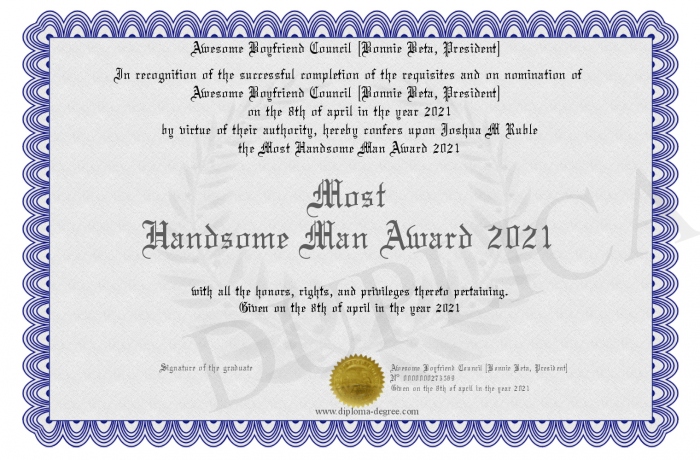 Awesome Boyfriend Council [Bonnie Beta, President]
In recognition of the successful completion of the requisites and on nomination of
Awesome Boyfriend Council [Bonnie Beta, President]
on the 8th of april in the year 2021
by virtue of their authority, hereby confers upon Joshua M Ruble
the Most Handsome Man Award 2021
Most
Handsome Man Award 2021
with all the honors, rights, and privileges thereto pertaining.
Given on the 8th of april in the year 2021
DUPLICA
Signature of the graduate
Awesome Boyfriend Council [Bonnie Beta, President]
Given on the 8th of april in the year 2021
www.diploma-degree.com